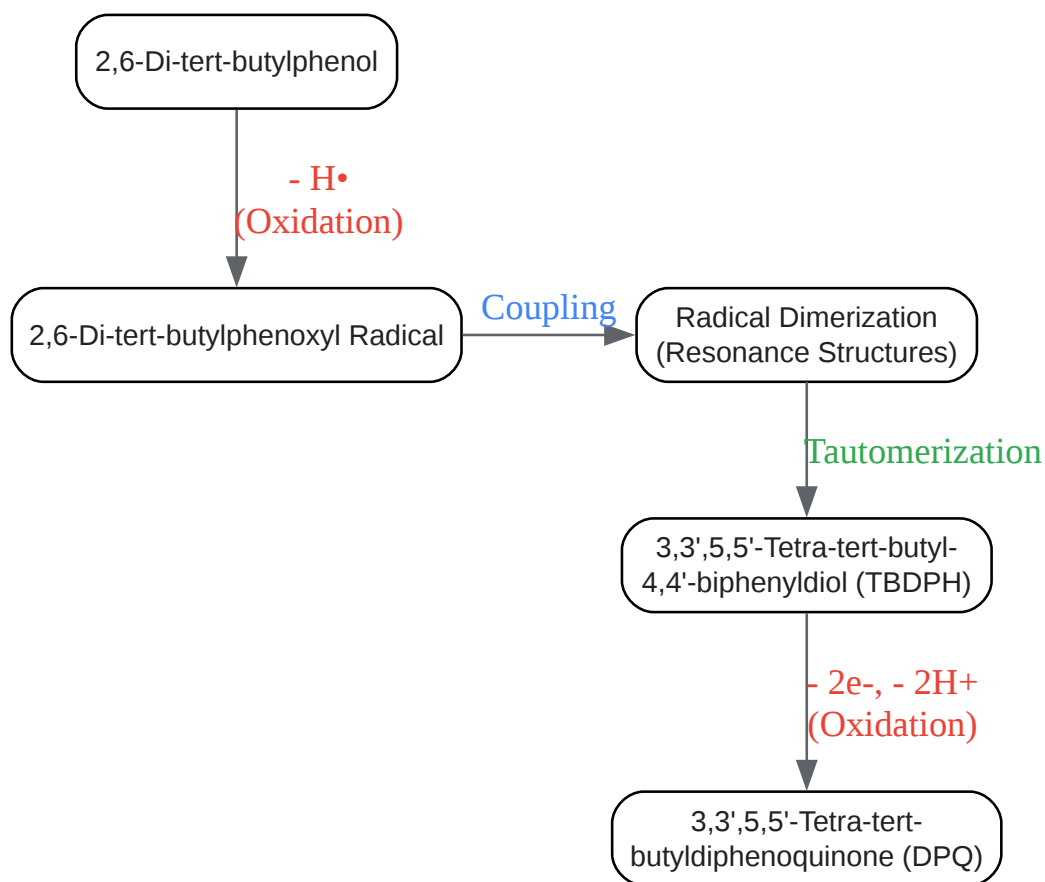 2,6-Di-tert-butylphenol
- H•
(Oxidation)
2,6-Di-tert-butylphenoxyl Radical
Coupling
Radical Dimerization
(Resonance Structures)
Tautomerization
3,3',5,5'-Tetra-tert-butyl-
4,4'-biphenyldiol (TBDPH)
- 2e-, - 2H+
(Oxidation)
3,3',5,5'-Tetra-tert-
butyldiphenoquinone (DPQ)